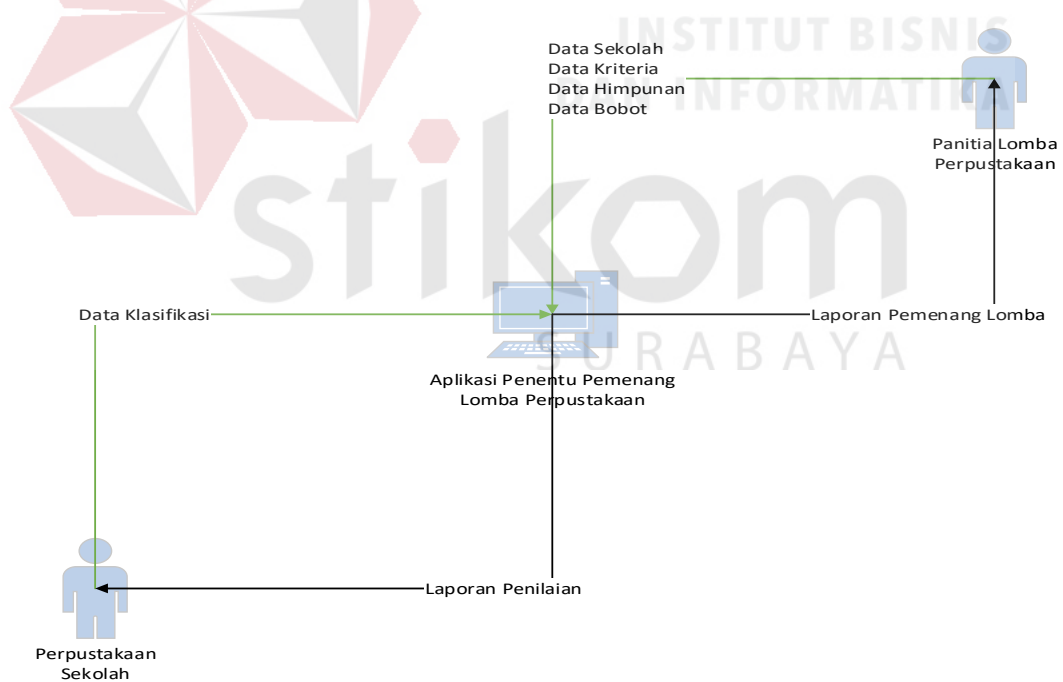 INSTITUT BISNIS
DAN INFORMATIKA
stikom
SURABAYA
Data Sekolah
Data Kriteria
Data Himpunan
Data Bobot
Panitia Lomba
Perpustakaan
Data Klasifikasi
Laporan Pemenang Lomba
Aplikasi Penentu Pemenang
Lomba Perpustakaan
Laporan Penilaian
Perpustakaan
Sekolah